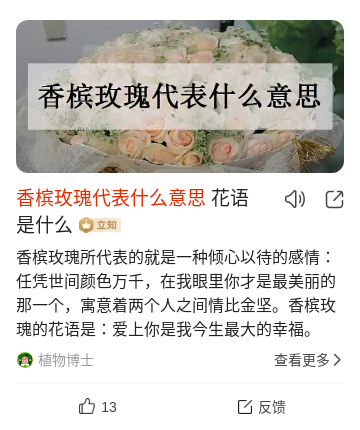 香槟玫瑰代表什么意思
香槟玫瑰代表什么意思 花语
是什么 立知
香槟玫瑰所代表的就是一种倾心以待的感情：
任凭世间颜色万千，在我眼里你才是最美丽的
那一个，寓意着两个人之间情比金坚。香槟玫
瑰的花语是：爱上你是我今生最大的幸福。
植物博士 查看更多
13 反馈